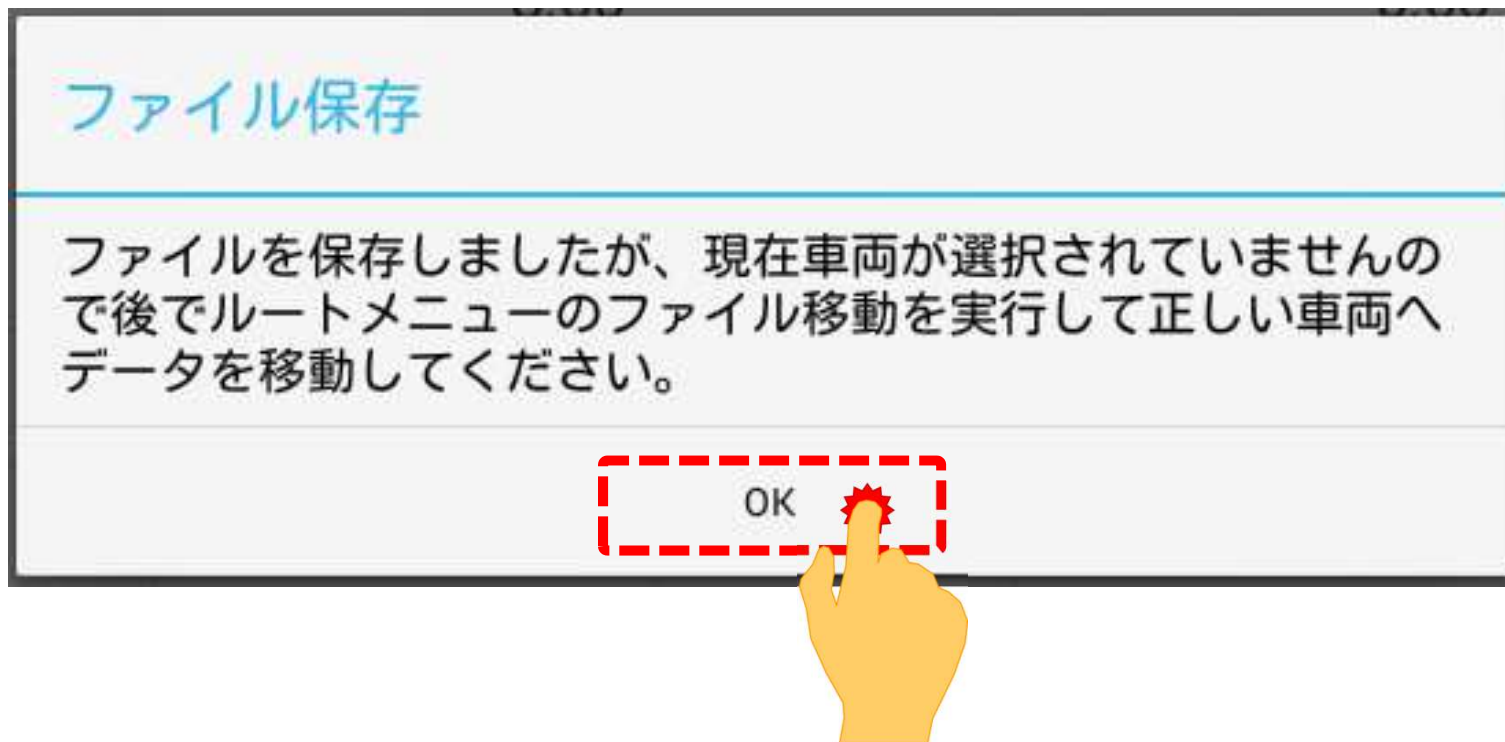 ファイル保存
ファイルを保存しましたが、現在車両が選択されていませんの
で後でルートメニューのファイル移動を実行して正しい車両へ
データを移動してください。
OK